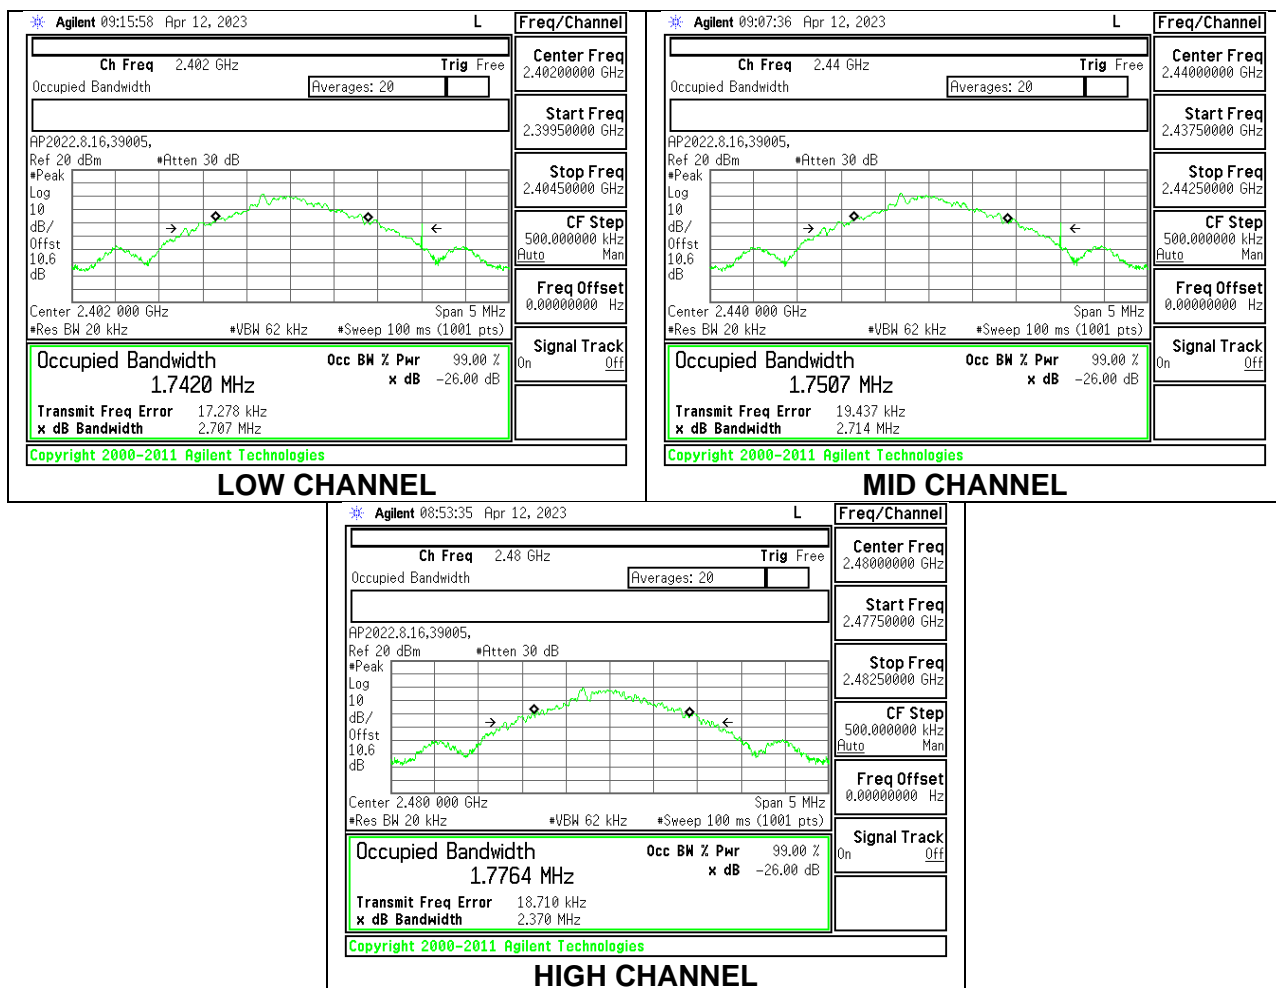 Agilent 09:15:58 Apr 12, 2023 L Freq/Channel
Ch Freq 2.402 GHz Trig Free
Occupied Bandwidth Averages: 20
AP2022.8.16,39005,
Ref 20 dBm #Atten 30 dB
#Peak
Log
10
dB/
Offst
10.6
dB
Center 2.402 000 GHz Span 5 MHz
#Res BW 20 kHz #VBW 62 kHz #Sweep 100 ms (1001 pts)
Occupied Bandwidth Occ BW % Pwr 99.00 %
1.7420 MHz x dB -26.00 dB
Transmit Freq Error 17.278 kHz
x dB Bandwidth 2.707 MHz
Copyright 2000-2011 Agilent Technologies
Center Freq
2.40200000 GHz
Start Freq
2.39950000 GHz
Stop Freq
2.40450000 GHz
CF Step
500.000000 kHz
Auto Man
Freq Offset
0.00000000 Hz
Signal Track
On Off
LOW CHANNEL
Agilent 09:07:36 Apr 12, 2023 L Freq/Channel
Ch Freq 2.44 GHz Trig Free
Occupied Bandwidth Averages: 20
AP2022.8.16,39005,
Ref 20 dBm #Atten 30 dB
#Peak
Log
10
dB/
Offst
10.6
dB
Center 2.440 000 GHz Span 5 MHz
#Res BW 20 kHz #VBW 62 kHz #Sweep 100 ms (1001 pts)
Occupied Bandwidth Occ BW % Pwr 99.00 %
1.7507 MHz x dB -26.00 dB
Transmit Freq Error 19.437 kHz
x dB Bandwidth 2.714 MHz
Copyright 2000-2011 Agilent Technologies
Center Freq
2.44000000 GHz
Start Freq
2.43750000 GHz
Stop Freq
2.44250000 GHz
CF Step
500.000000 kHz
Auto Man
Freq Offset
0.00000000 Hz
Signal Track
On Off
MID CHANNEL
Agilent 08:53:35 Apr 12, 2023 L Freq/Channel
Ch Freq 2.48 GHz Trig Free
Occupied Bandwidth Averages: 20
AP2022.8.16,39005,
Ref 20 dBm #Atten 30 dB
#Peak
Log
10
dB/
Offst
10.6
dB
Center 2.480 000 GHz Span 5 MHz
#Res BW 20 kHz #VBW 62 kHz #Sweep 100 ms (1001 pts)
Occupied Bandwidth Occ BW % Pwr 99.00 %
1.7764 MHz x dB -26.00 dB
Transmit Freq Error 18.710 kHz
x dB Bandwidth 2.370 MHz
Copyright 2000-2011 Agilent Technologies
Center Freq
2.48000000 GHz
Start Freq
2.47750000 GHz
Stop Freq
2.48250000 GHz
CF Step
500.000000 kHz
Auto Man
Freq Offset
0.00000000 Hz
Signal Track
On Off
HIGH CHANNEL